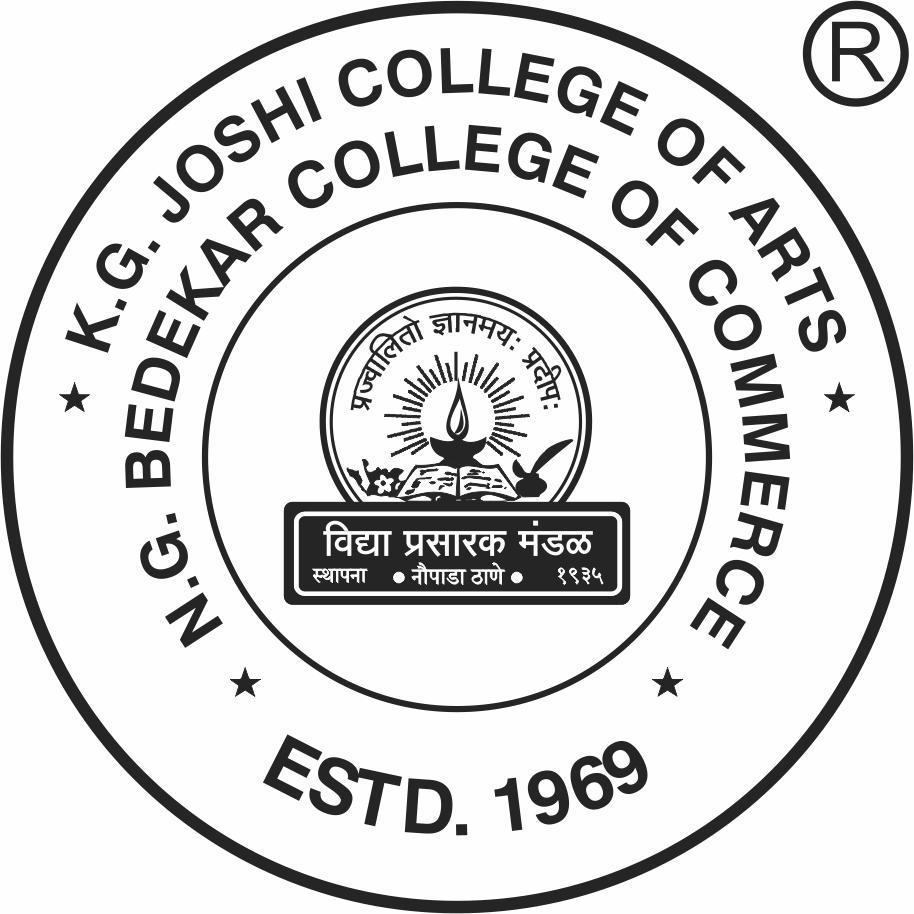 K.G. JOSHI COLLEGE OF ARTS
N.G. BEDEKAR COLLEGE OF COMMERCE
®
प्रज्वालितो ज्ञानमयः प्रदीपः
विद्या प्रसारक मंडळ
स्थापना • नौपाडा ठाणे • १९३५
ESTD. 1969